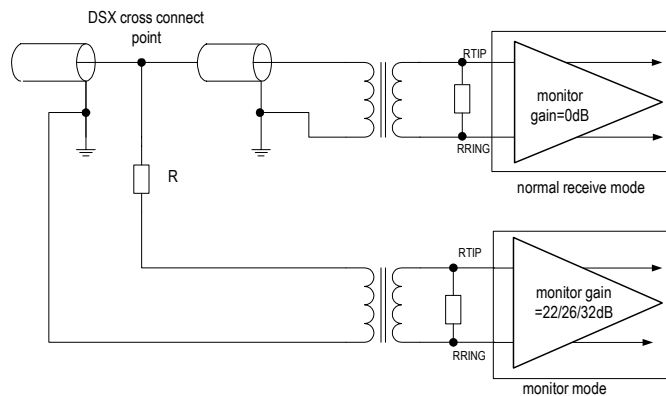 DSX cross connect
point
RTIP
monitor
gain=0dB
RRING
normal receive mode
R
RTIP
monitor gain
=22/26/32dB
RRING
monitor mode